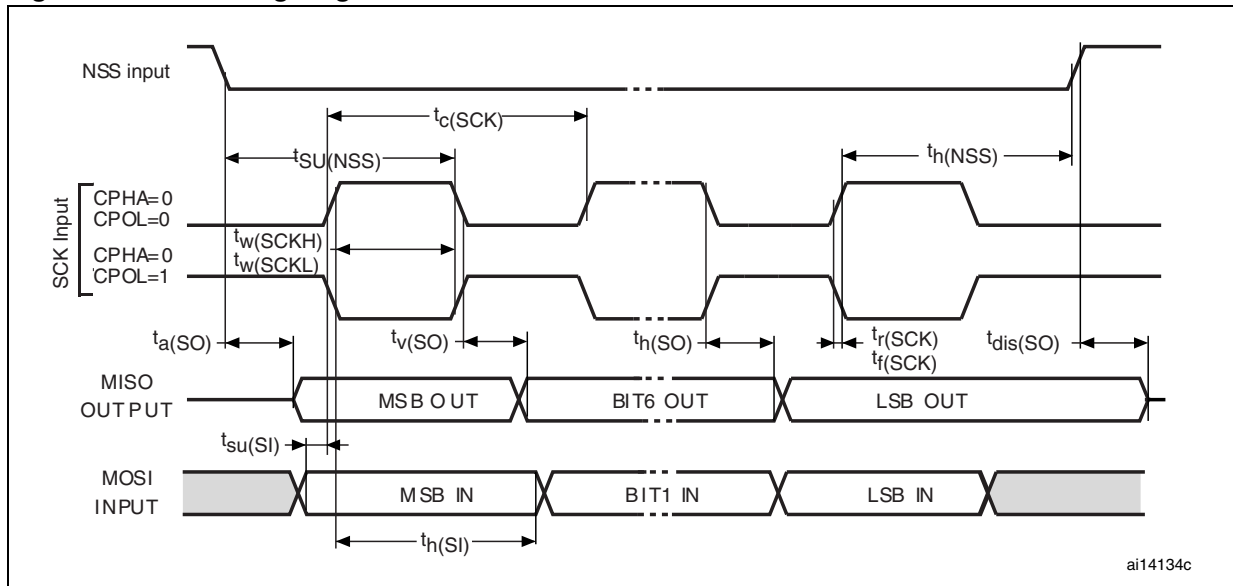 NSS input
tc(SCK)
tSU(NSS)
th(NSS)
SCK Input
CPHA=0
CPOL=0
tw(SCKH)
CPHA=0
tw(SCKL)
CPOL=1
ta(SO)
tv(SO)
th(SO)
tr(SCK)
tf(SCK)
tdis(SO)
MISO
OUTPUT
MSB OUT
BIT6 OUT
LSB OUT
tsu(SI)
MOSI
INPUT
MSB IN
BIT1 IN
LSB IN
th(SI)
ai14134c